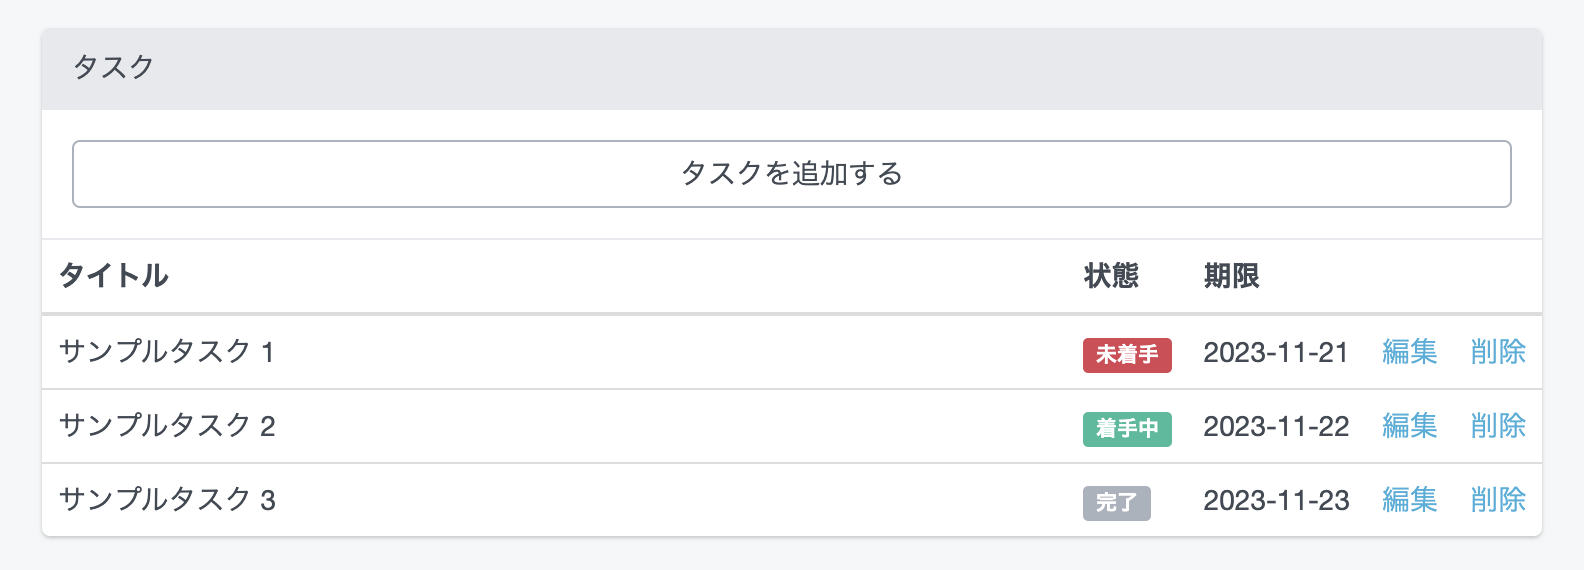 タスク
タスクを追加する
タイトル 状態 期限
サンプルタスク 1 未着手 2023-11-21 編集 削除
サンプルタスク 2 着手中 2023-11-22 編集 削除
サンプルタスク 3 完了 2023-11-23 編集 削除